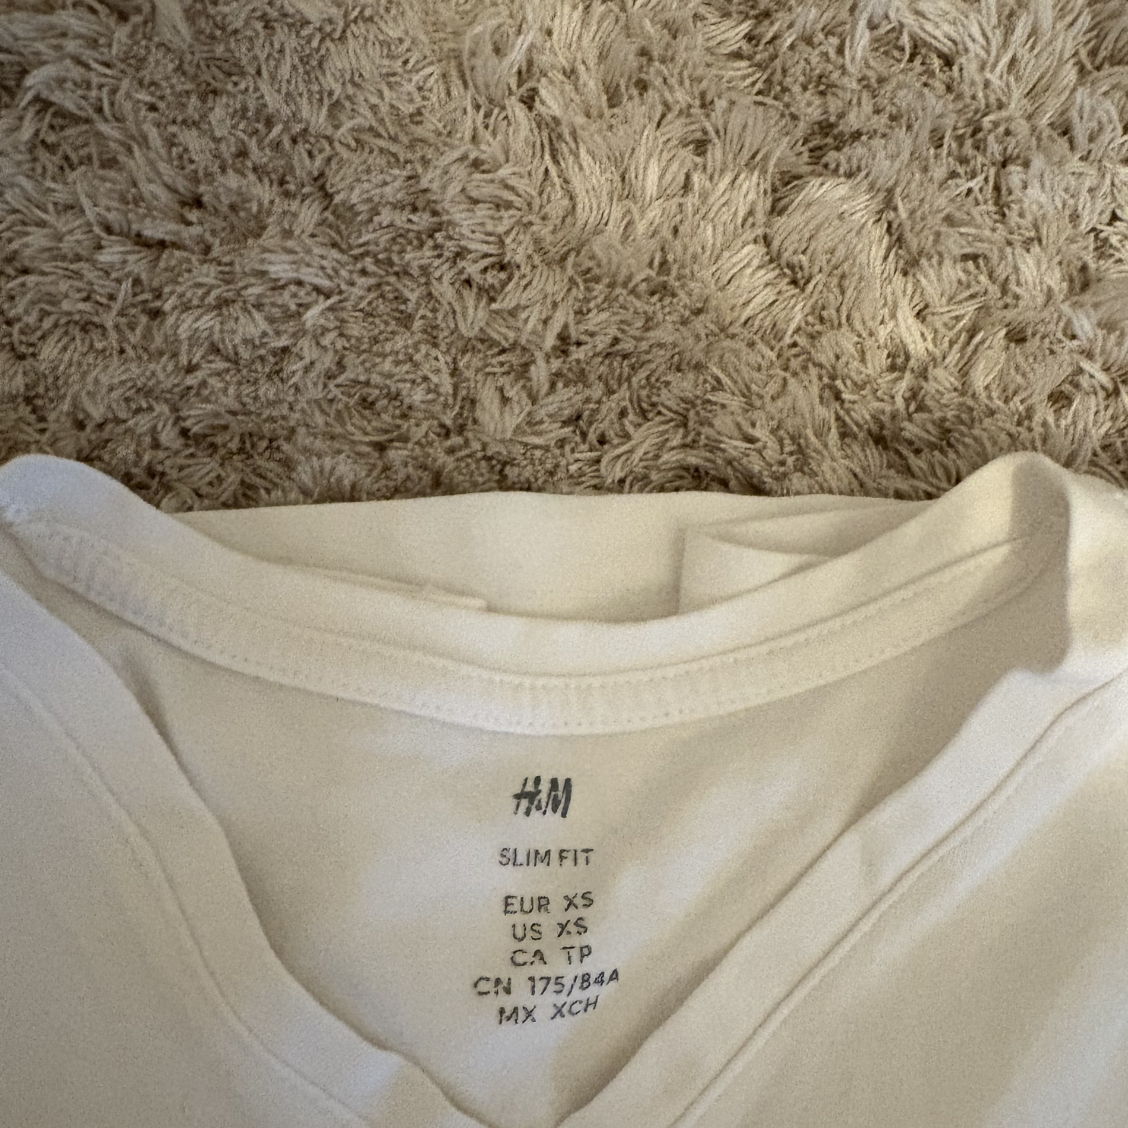 H&M
SLIM FIT
EUR XS
US XS
CA TP
CN 175/84A
MX XCH